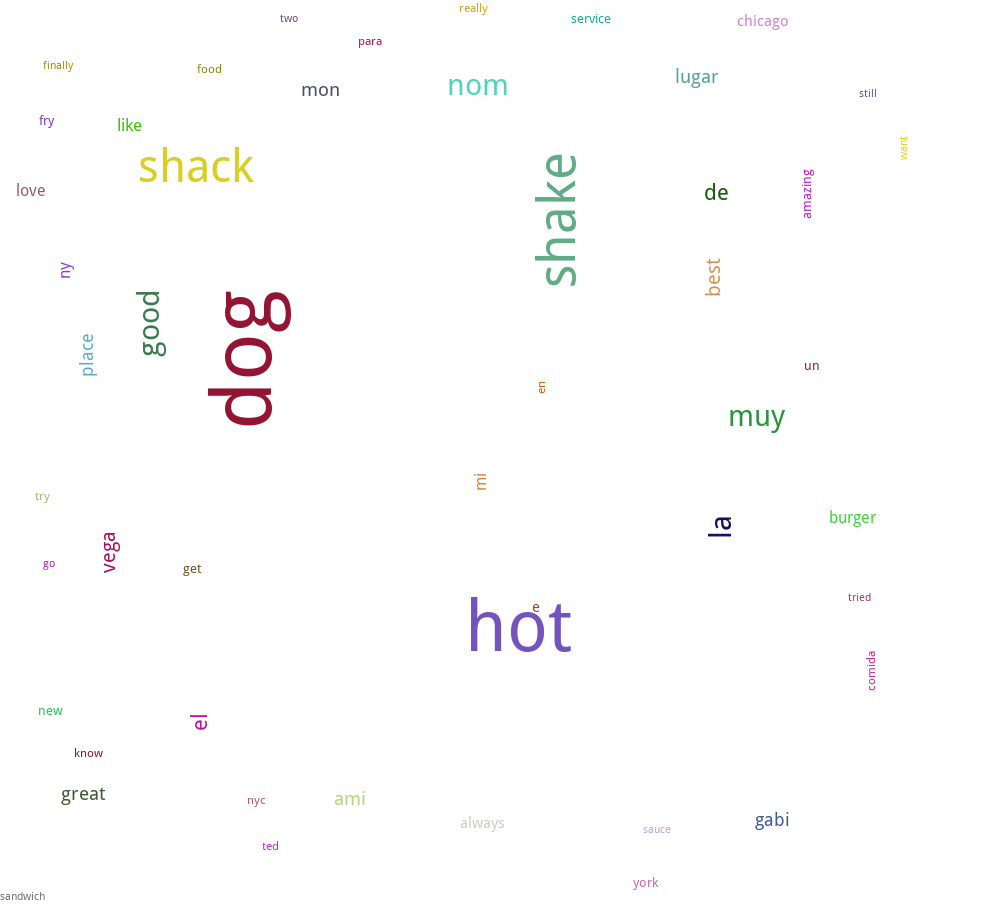 really
two
service
chicago
para
finally
food
lugar
nom
mon
still
fry
like
want
shack
shake
love
de
amazing
ny
best
good
dog
place
un
en
muy
mi
try
burger
la
vega
go
get
tried
e
hot
comida
new
el
know
great
nyc
ami
gabi
always
sauce
ted
york
sandwich